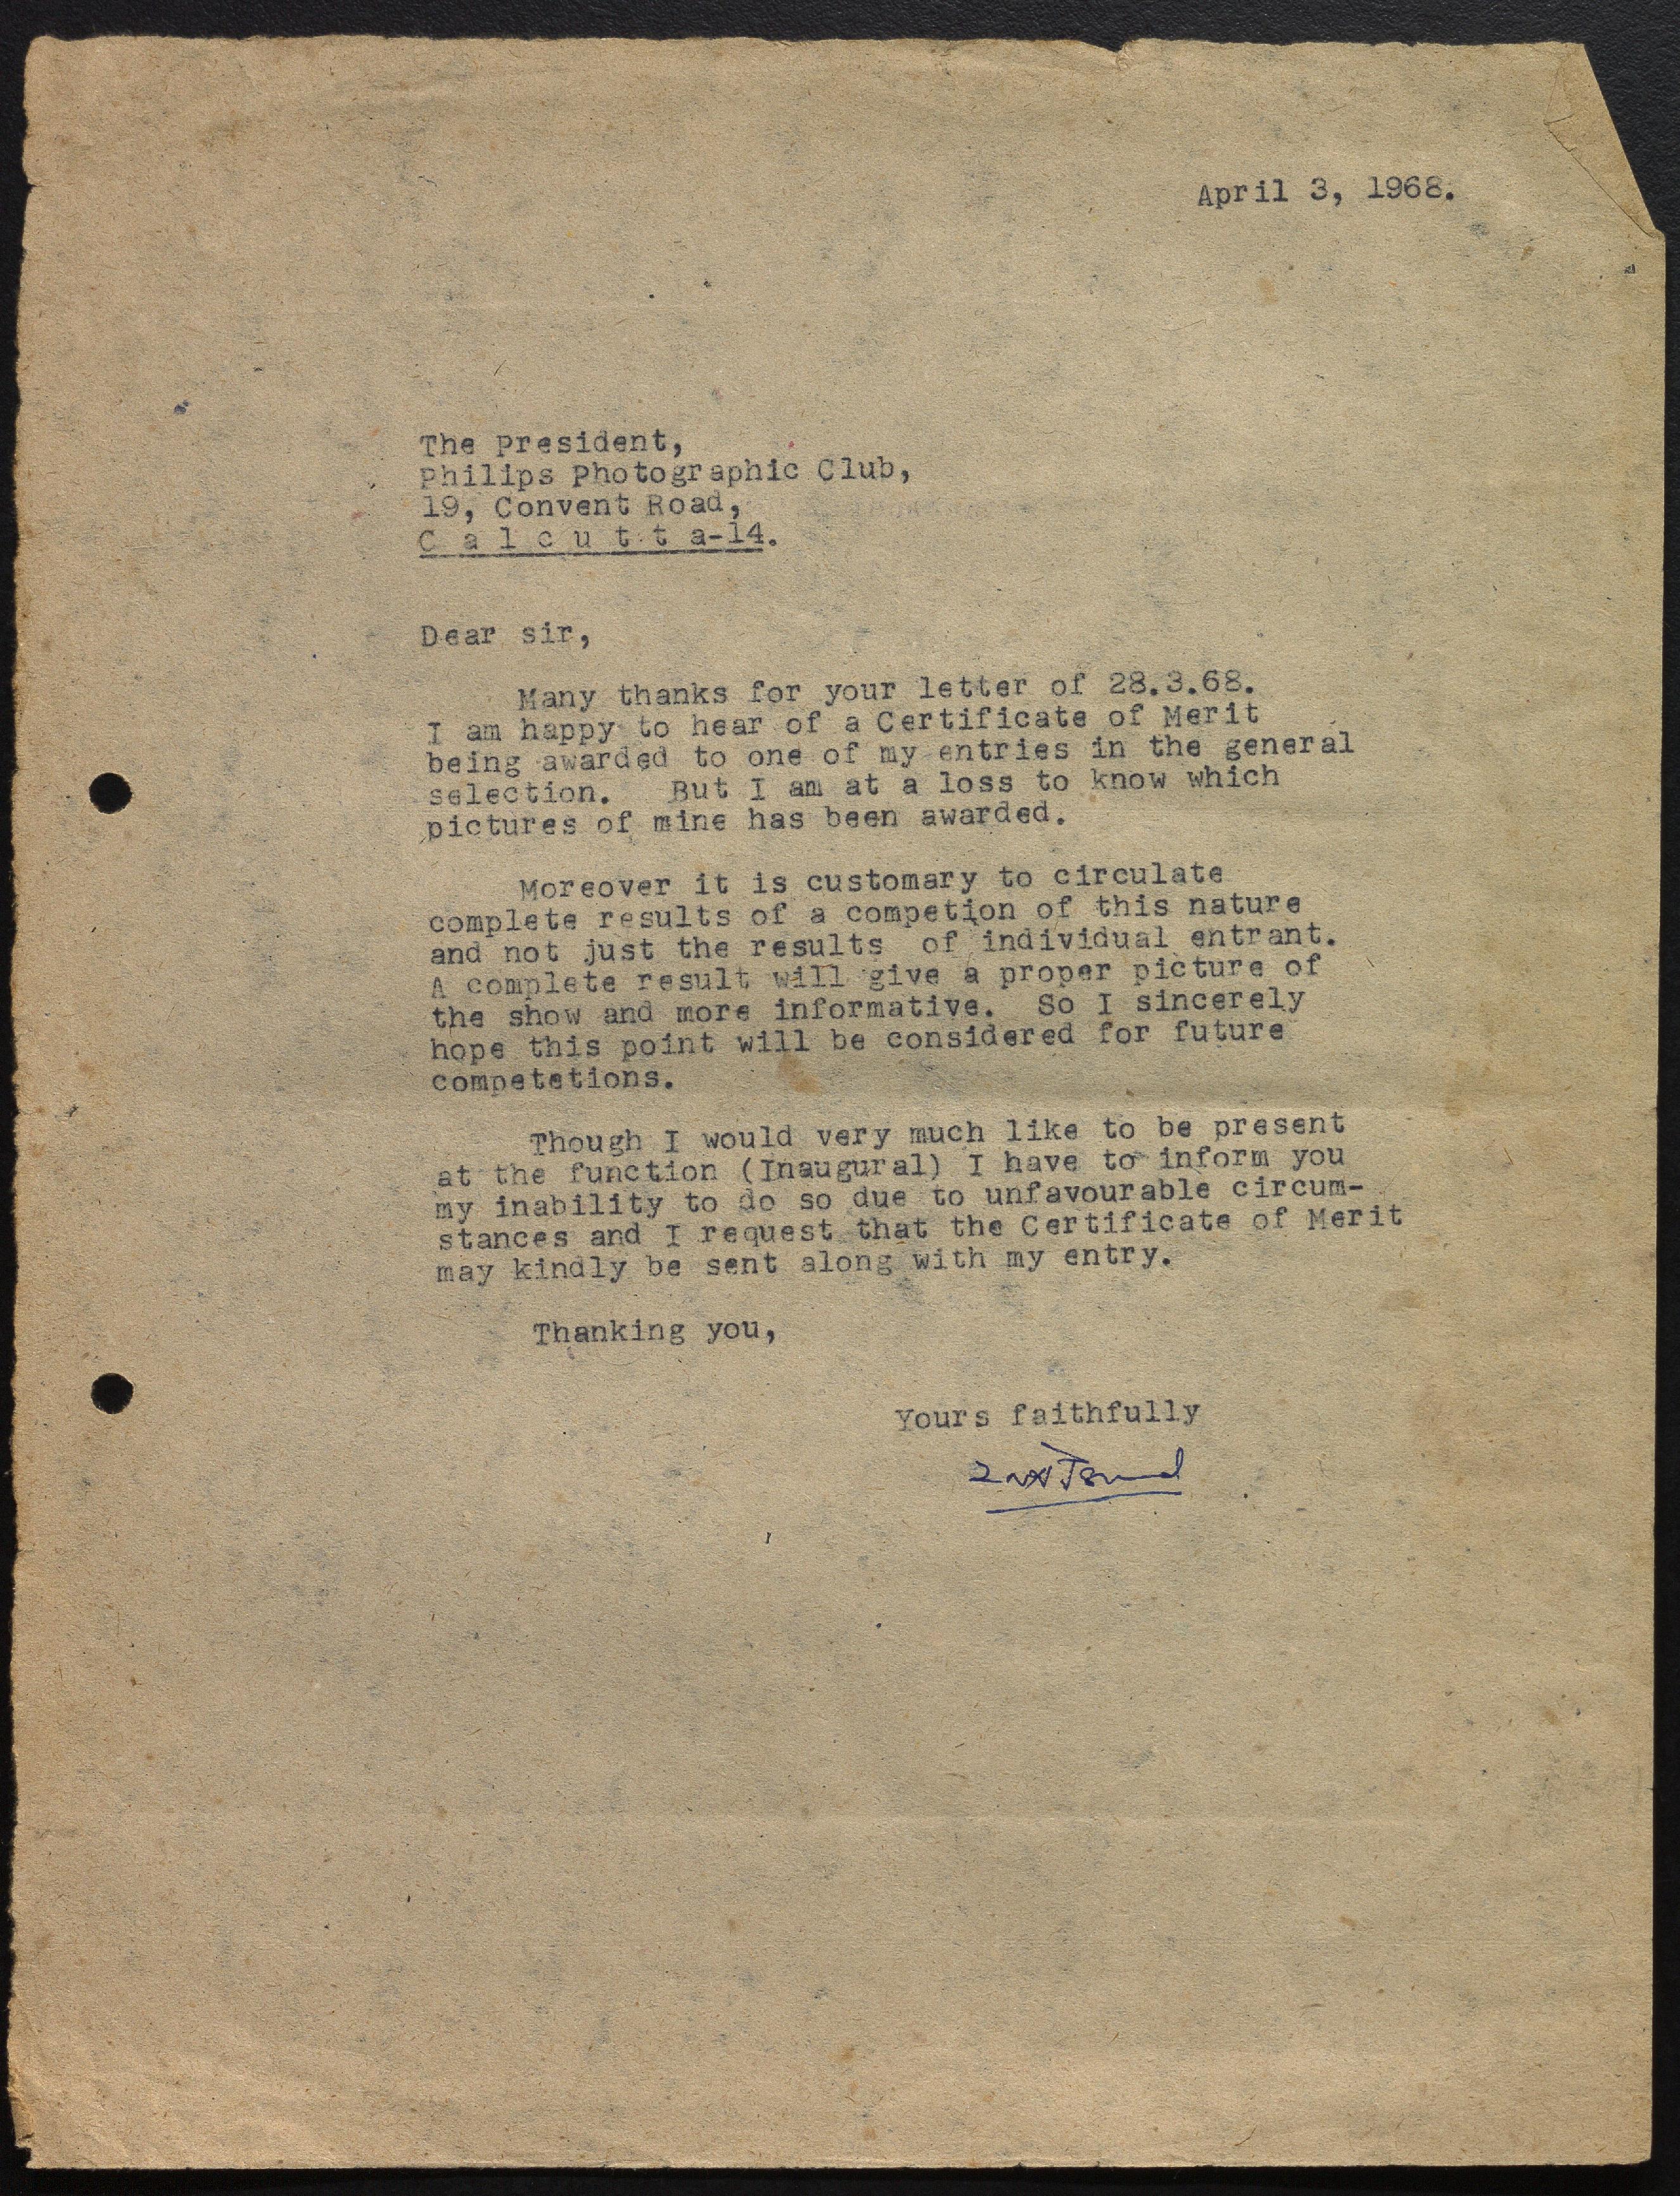 April 3, 1968.
The President,
Philips Photographic Club,
19, Convent Road,
C a l c u t t a-14.
Dear sir,
Many thanks for your letter of 28.3.68.
I am happy to hear of a Certificate of Merit
being awarded to one of my entries in the general
selection. But I am at a loss to know which
pictures of mine has been awarded.
Moreover it is customary to circulate
complete results of a competion of this nature
and not just the results of individual entrant.
A complete result will give a proper picture of
the show and more informative. So I sincerely
hope this point will be considered for future
competetions.
Though I would very much like to be present
at the function (Inaugural) I have to inform you
my inability to do so due to unfavourable circum-
stances and I request that the Certificate of Merit
may kindly be sent along with my entry.
Thanking you,
Yours faithfully